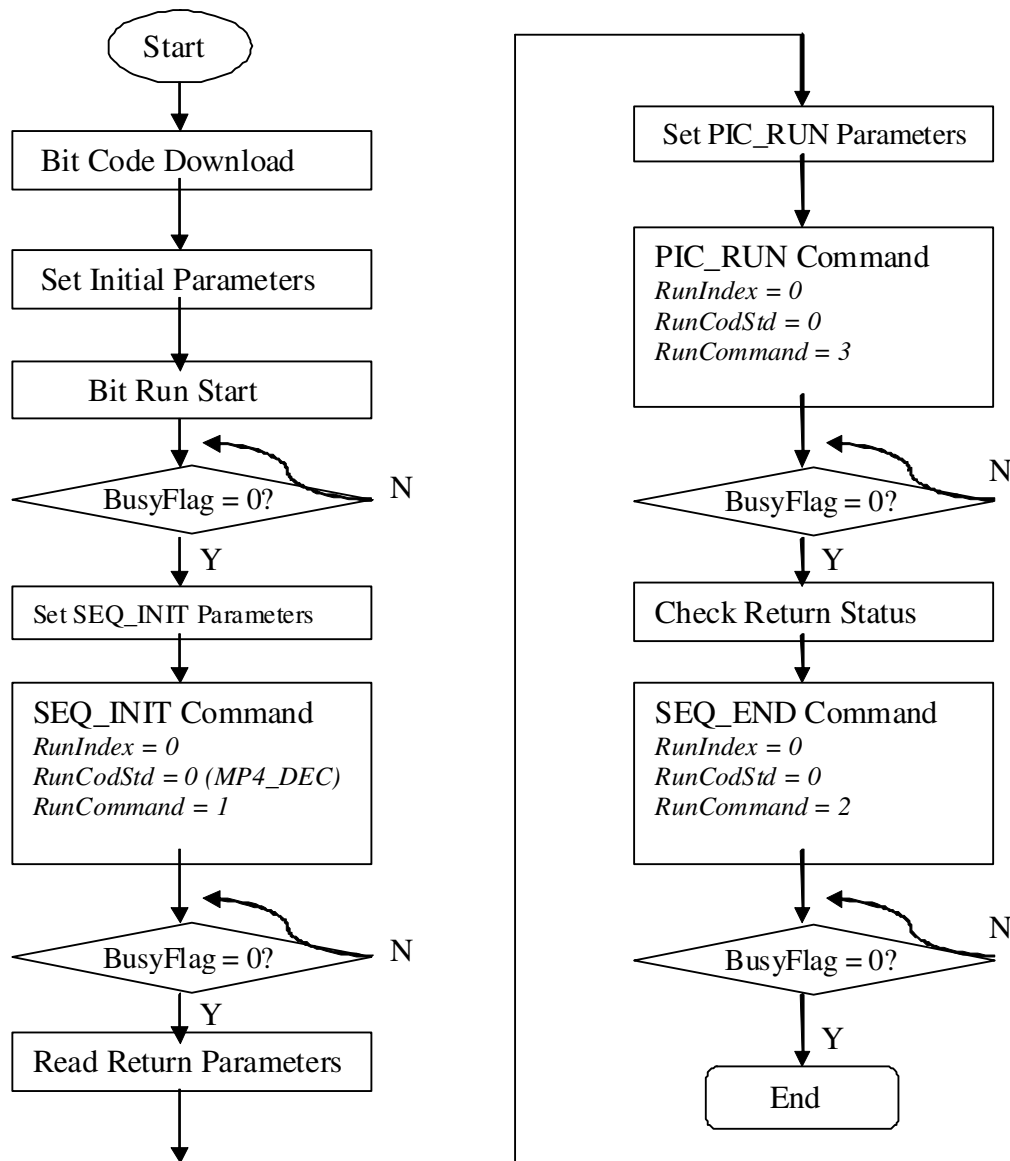 Start
Bit Code Download
Set Initial Parameters
Bit Run Start
BusyFlag = 0?
N
Y
Set SEQ_INIT Parameters
SEQ_INIT Command
RunIndex = 0
RunCodStd = 0 (MP4_DEC)
RunCommand = 1
BusyFlag = 0?
N
Y
Read Return Parameters
Set PIC_RUN Parameters
PIC_RUN Command
RunIndex = 0
RunCodStd = 0
RunCommand = 3
BusyFlag = 0?
N
Y
Check Return Status
SEQ_END Command
RunIndex = 0
RunCodStd = 0
RunCommand = 2
BusyFlag = 0?
N
Y
End